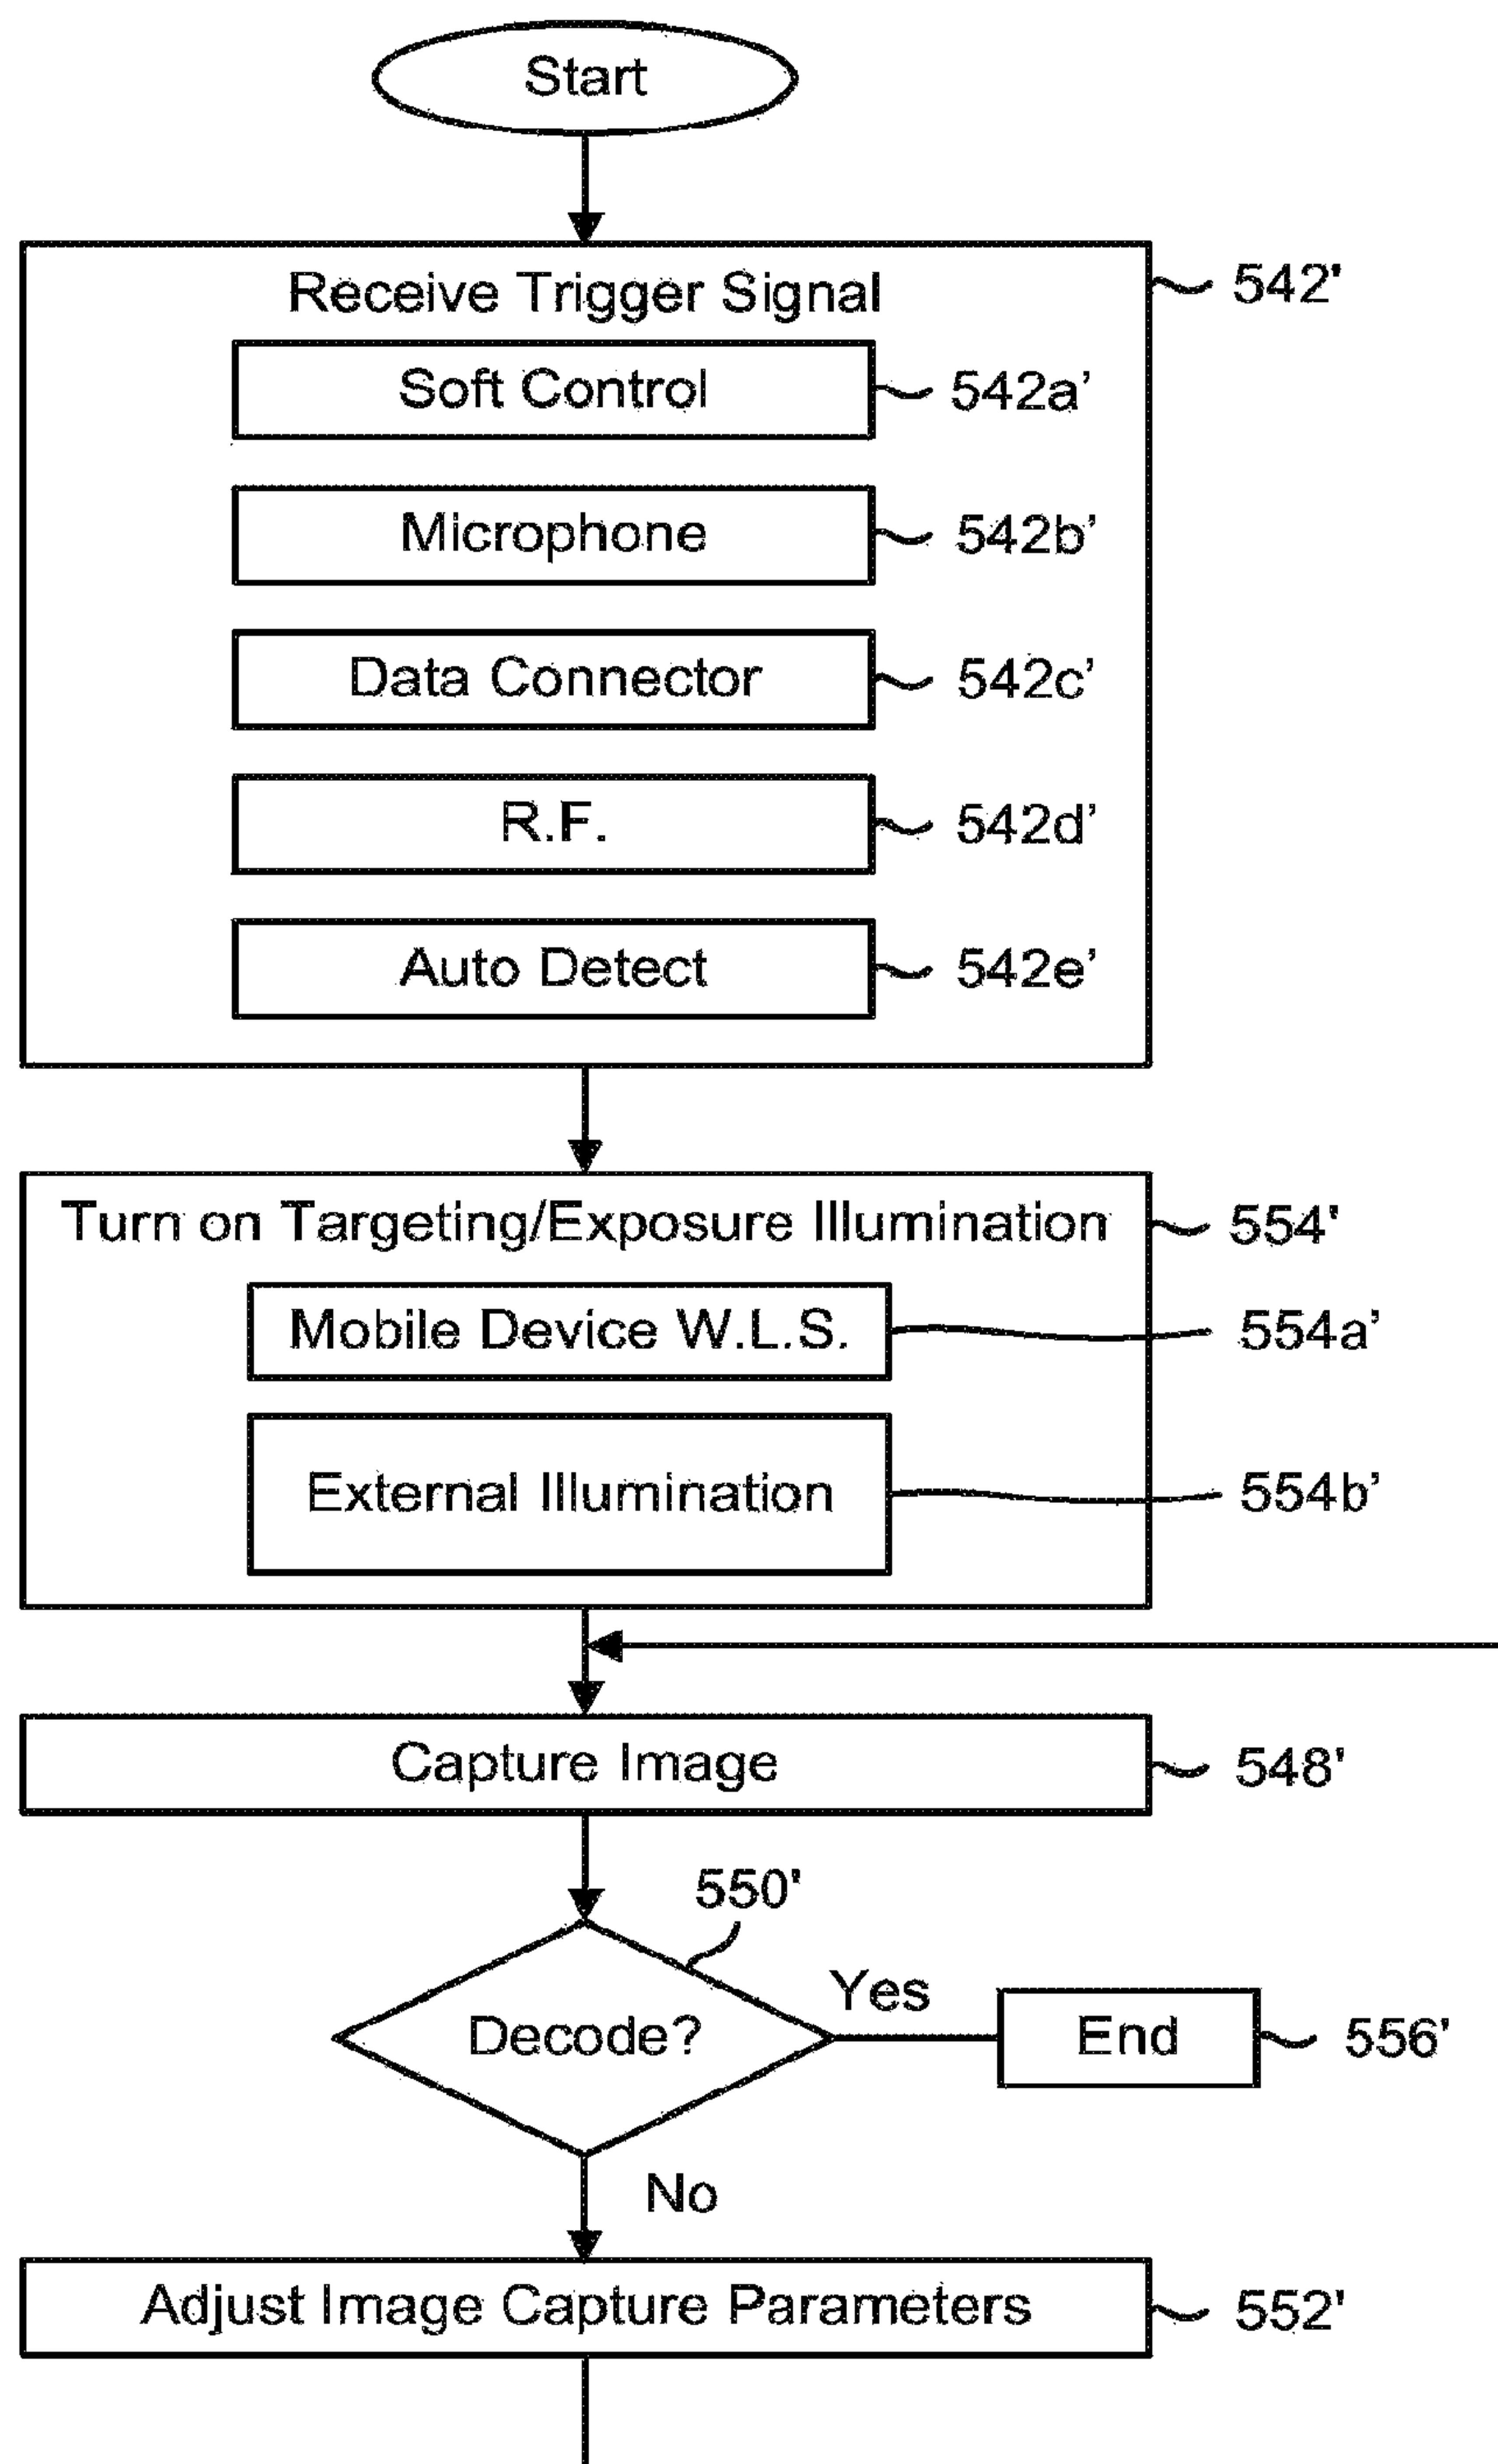 Start
Receive Trigger Signal
542'
Soft Control
542a’
Microphone
542b’
Data Connector
542c’
R.F.
542d’
Auto Detect
542e’
Turn on Targeting/Exposure Illumination
554'
Mobile Device W.L.S.
554a’
External Illumination
554b’
Capture Image
548'
550'
Decode?
Yes
End
556'
No
Adjust Image Capture Parameters
552'